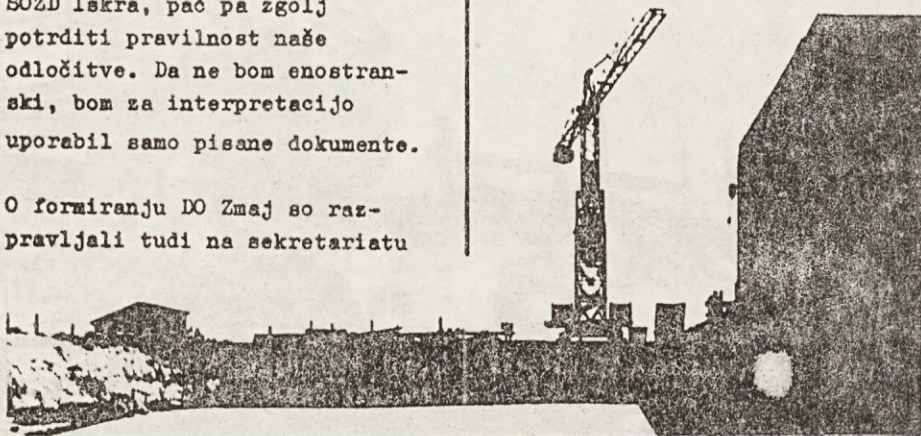 SOZD Iskra, pač pa zgolj
potrditi pravilnost naše
odločitve. Da ne bom enostran-
ski, bom za interpretacijo
uporabil samo pisane dokumente.
O formiranju DO Zmaj so raz-
pravljali tudi na sekretariatu